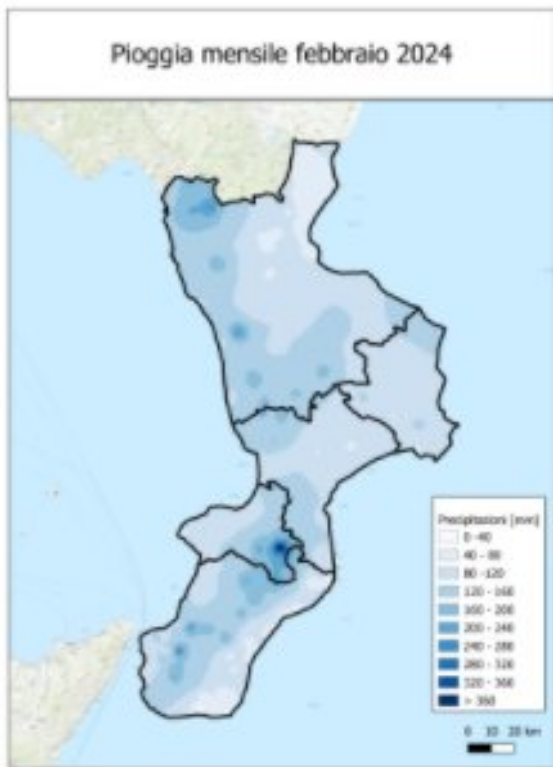 Pioggia mensile febbraio 2024
Precipitazioni [mm]
0 -40
40 - 80
80 -120
120 - 160
160 - 200
200 - 240
240 - 280
280 - 320
320 - 360
> 360
0 10 20 km